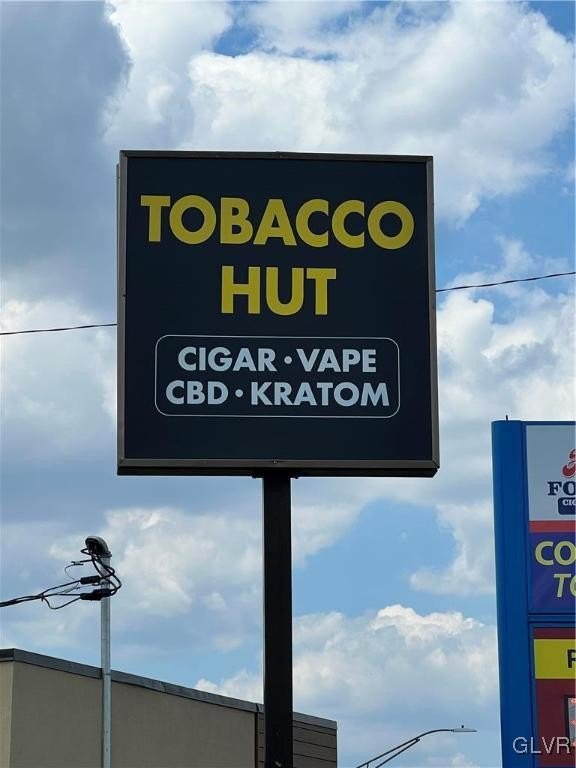 TOBACCO
HUT
CIGAR • VAPE
CBD • KRATOM
GLVR